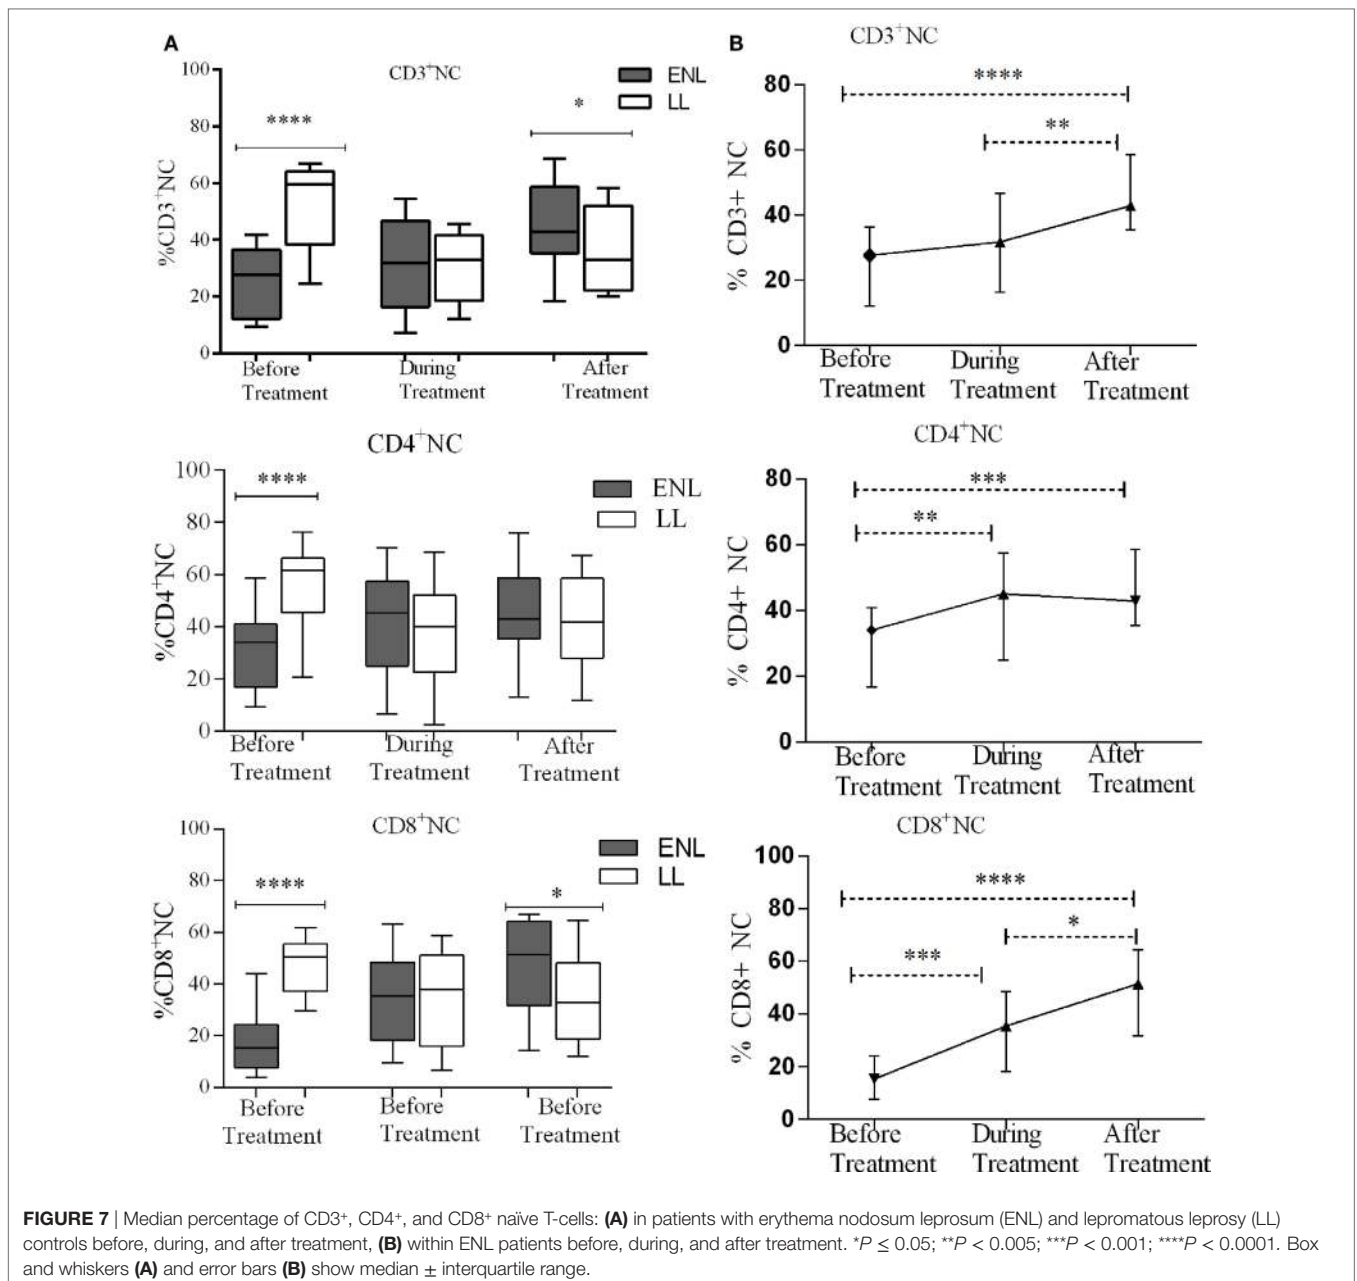 A
CD3⁺NC
ENL
LL
****
*
%CD3⁺NC
100
80
60
40
20
0
Before Treatment
During Treatment
After Treatment
CD4⁺NC
ENL
LL
****
%CD4⁺NC
100
80
60
40
20
0
Before Treatment
During Treatment
After Treatment
CD8⁺NC
ENL
LL
****
*
%CD8⁺NC
100
80
60
40
20
0
Before Treatment
Before Treatment
Before Treatment
B
CD3⁺NC
****
**
% CD3+ NC
80
60
40
20
0
Before Treatment
During Treatment
After Treatment
CD4⁺NC
***
**
% CD4+ NC
80
60
40
20
0
Before Treatment
During Treatment
After Treatment
CD8⁺NC
****
*
***
% CD8+ NC
100
80
60
40
20
0
Before Treatment
During Treatment
After Treatment
FIGURE 7 | Median percentage of CD3⁺, CD4⁺, and CD8⁺ naïve T-cells: (A) in patients with erythema nodosum leprosum (ENL) and lepromatous leprosy (LL)
controls before, during, and after treatment, (B) within ENL patients before, during, and after treatment. *P ≤ 0.05; **P < 0.005; ***P < 0.001; ****P < 0.0001. Box
and whiskers (A) and error bars (B) show median ± interquartile range.